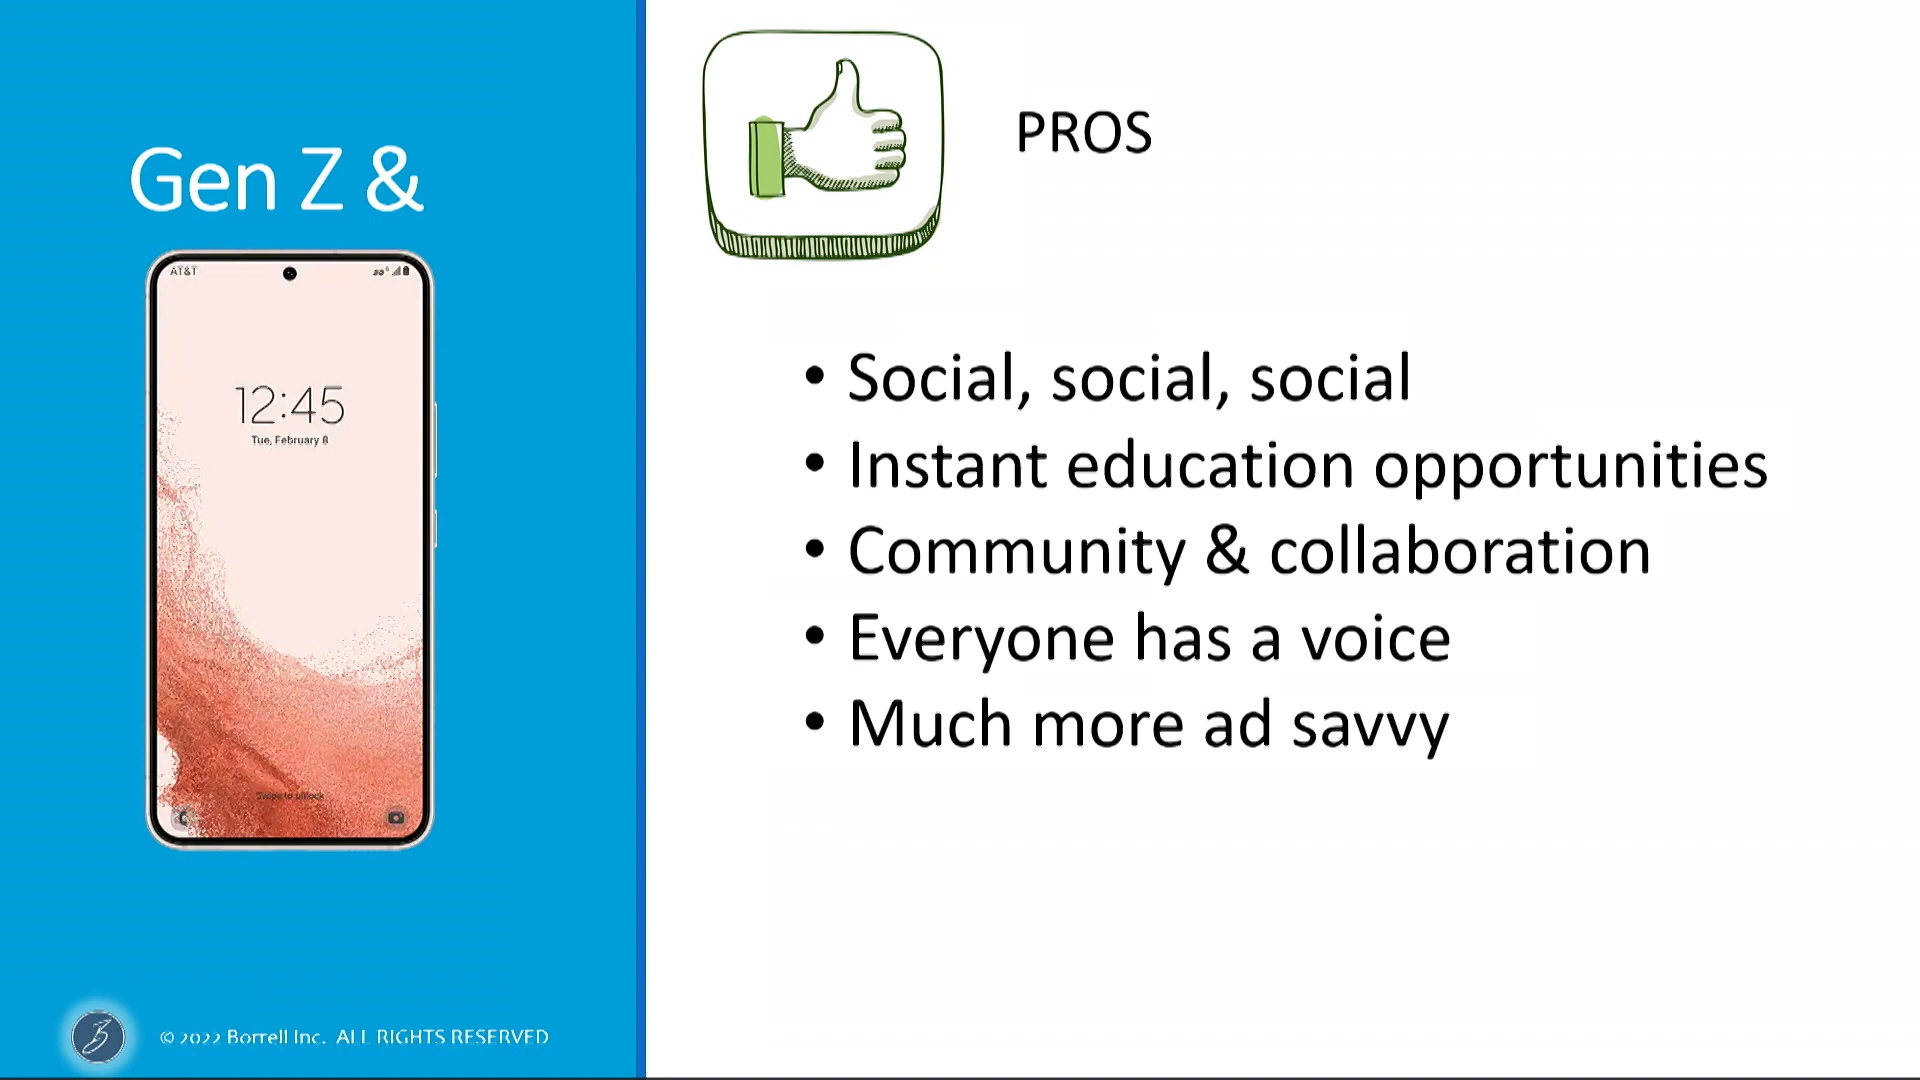 Gen Z &
AT&T
12:45
Tue, February 8
Swipe to unlock
© 2022 Borrell Inc. ALL RIGHTS RESERVED
PROS
• Social, social, social
• Instant education opportunities
• Community & collaboration
• Everyone has a voice
• Much more ad savvy